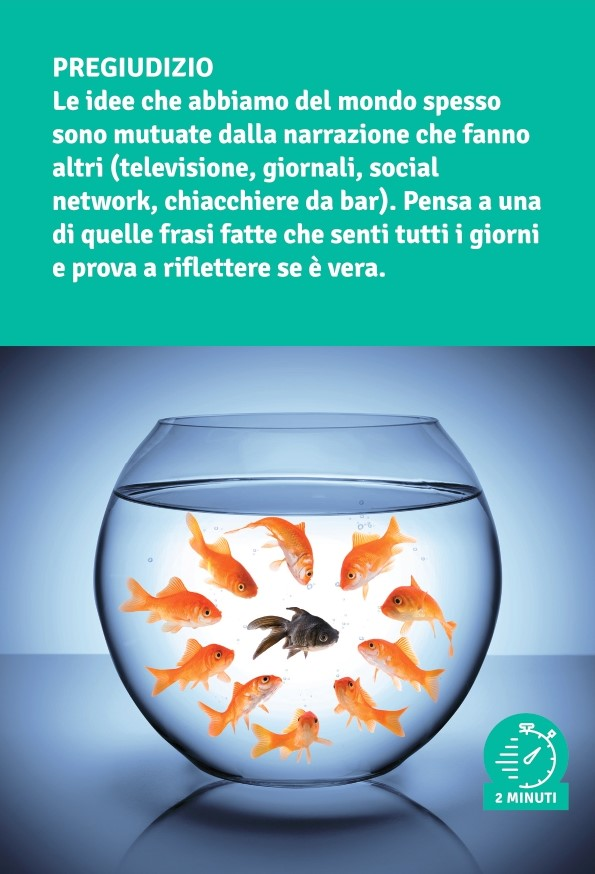 PREGIUDIZIO
Le idee che abbiamo del mondo spesso
sono mutuate dalla narrazione che fanno
altri (televisione, giornali, social
network, chiacchiere da bar). Pensa a una
di quelle frasi fatte che senti tutti i giorni
e prova a riflettere se è vera.
SP
2 MINUTI